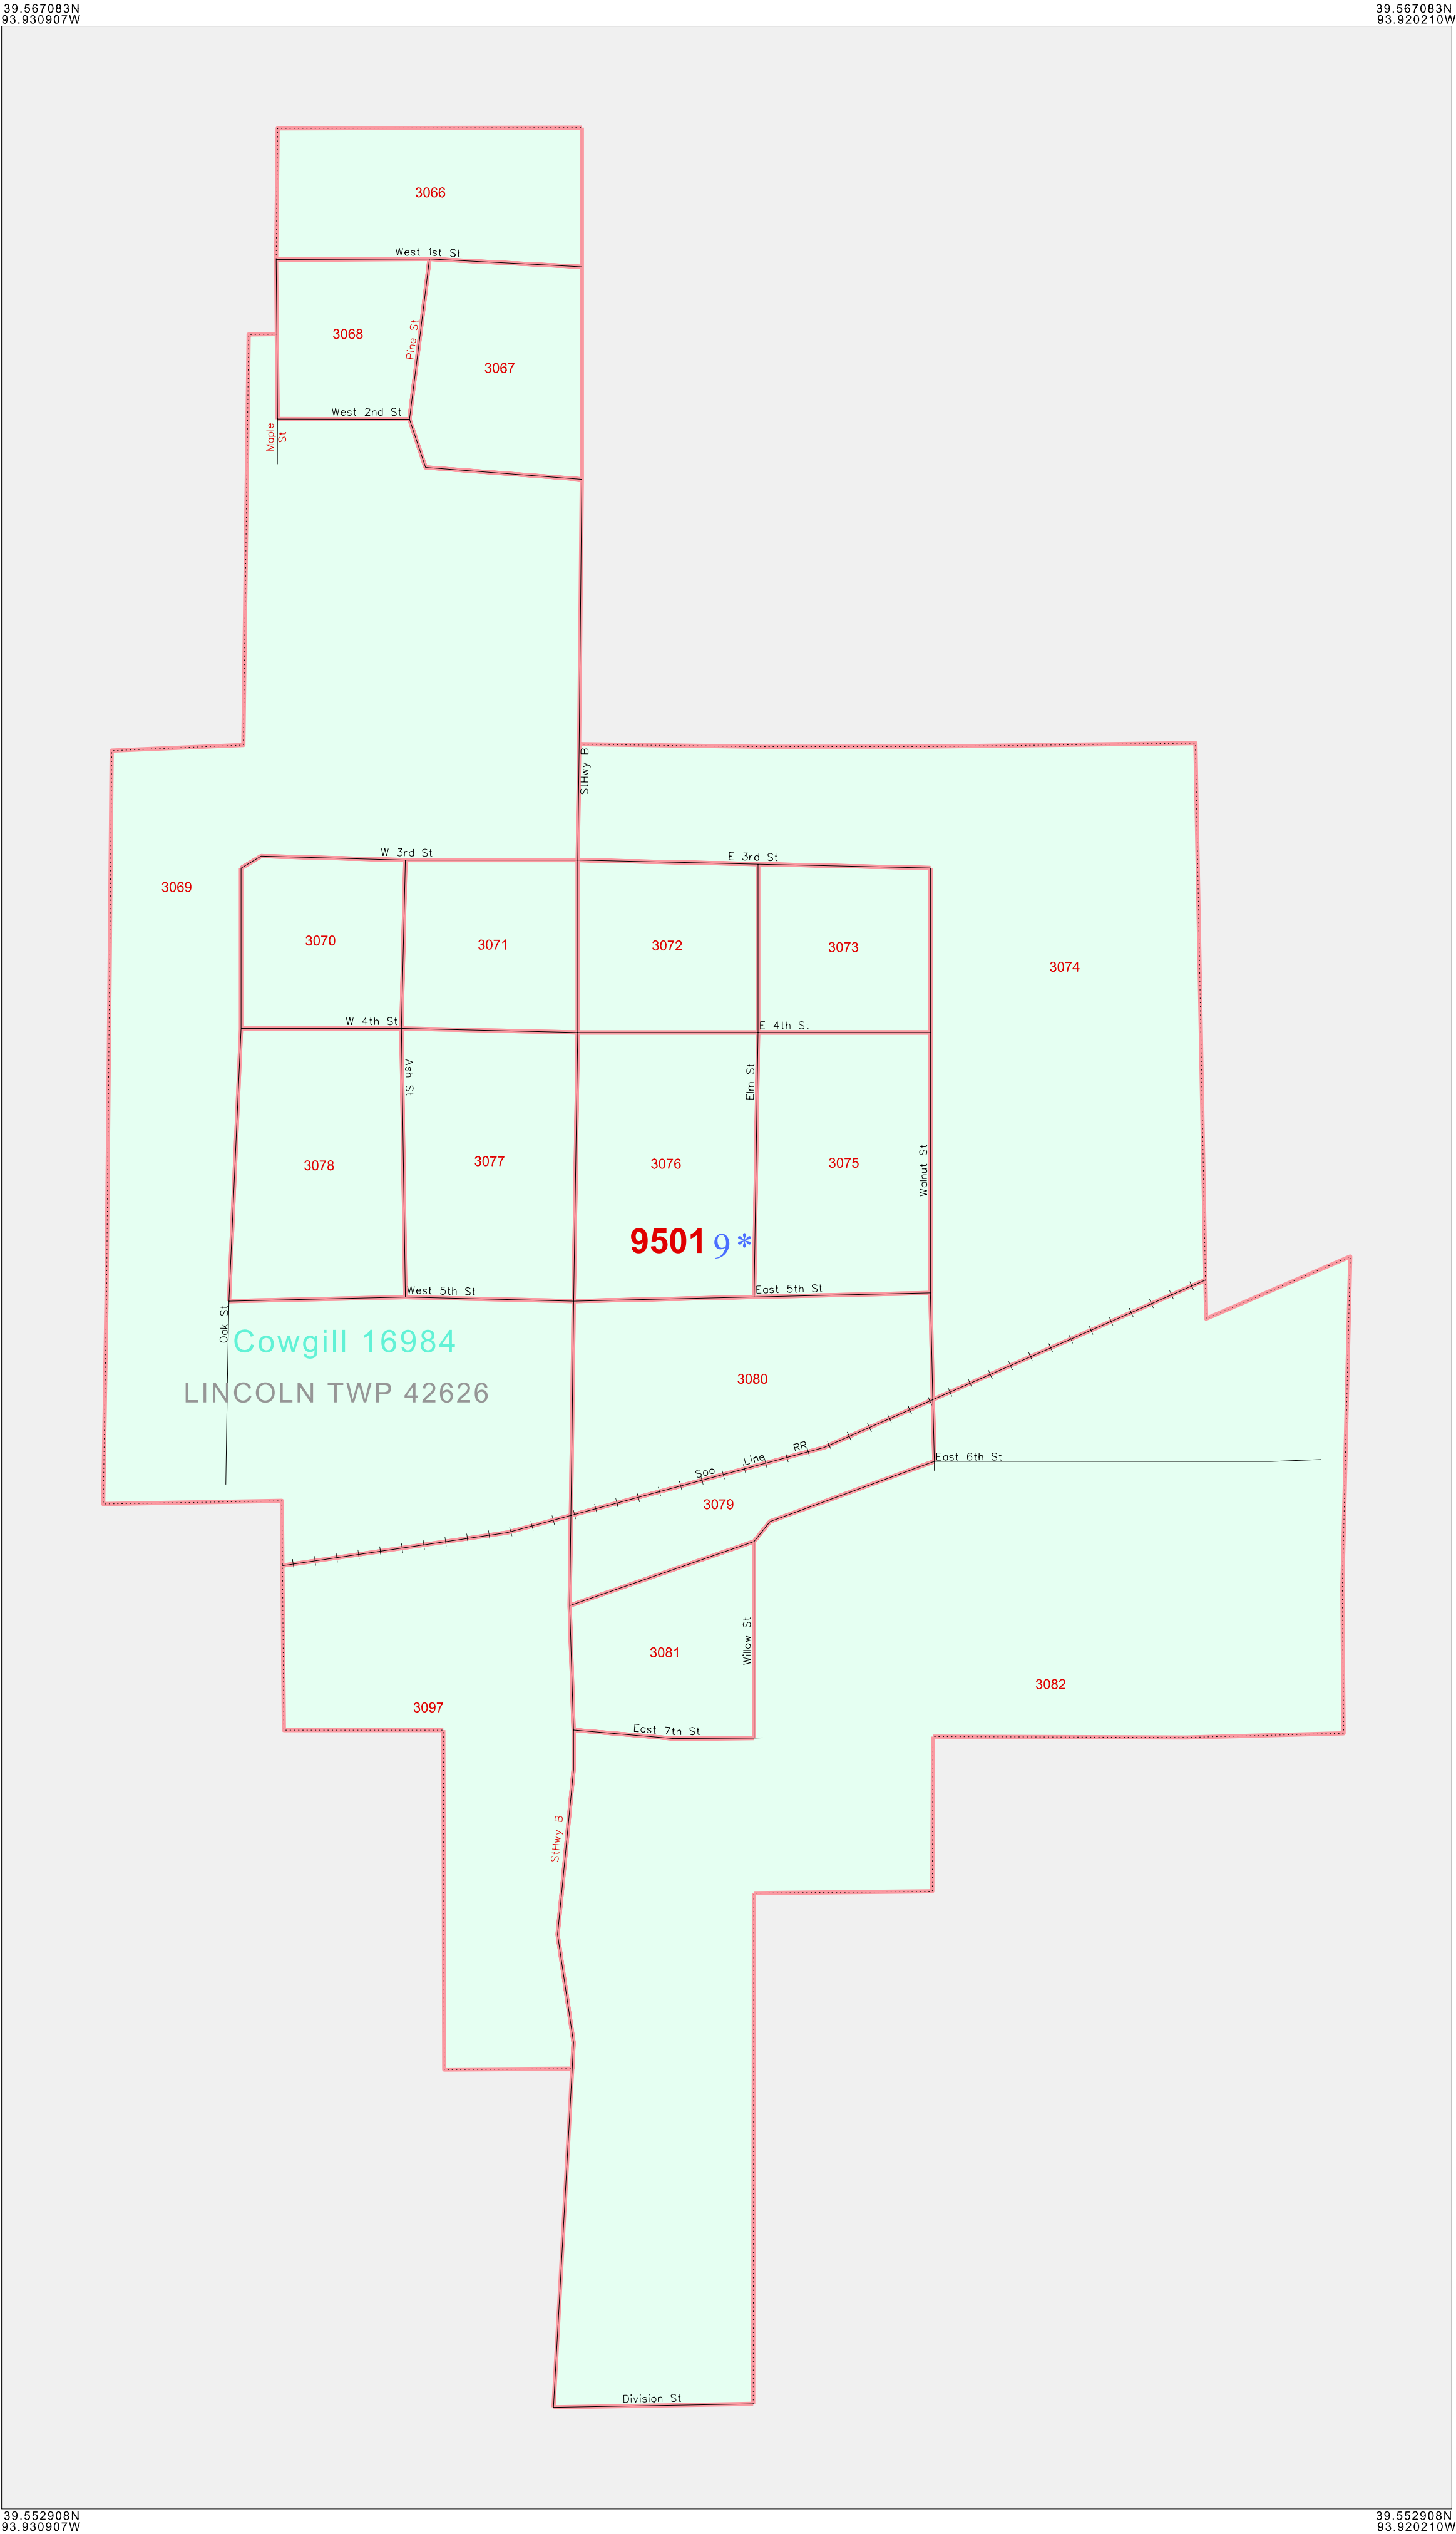 39.567083N
93.930907W
39.567083N
93.920210W
3066
West 1st St
3068
Pine St
3067
West 2nd St
Maple
St
StHwy B
W 3rd St
E 3rd St
3069
3070
3071
3072
3073
3074
W 4th St
E 4th St
Ash St
Elm St
Walnut St
3078
3077
3076
3075
9501 9*
West 5th St
East 5th St
Oak St
Cowgill 16984
LINCOLN TWP 42626
3080
Soo Line RR
East 6th St
3079
Willow St
3081
3082
3097
East 7th St
StHwy B
Division St
39.552908N
93.930907W
39.552908N
93.920210W